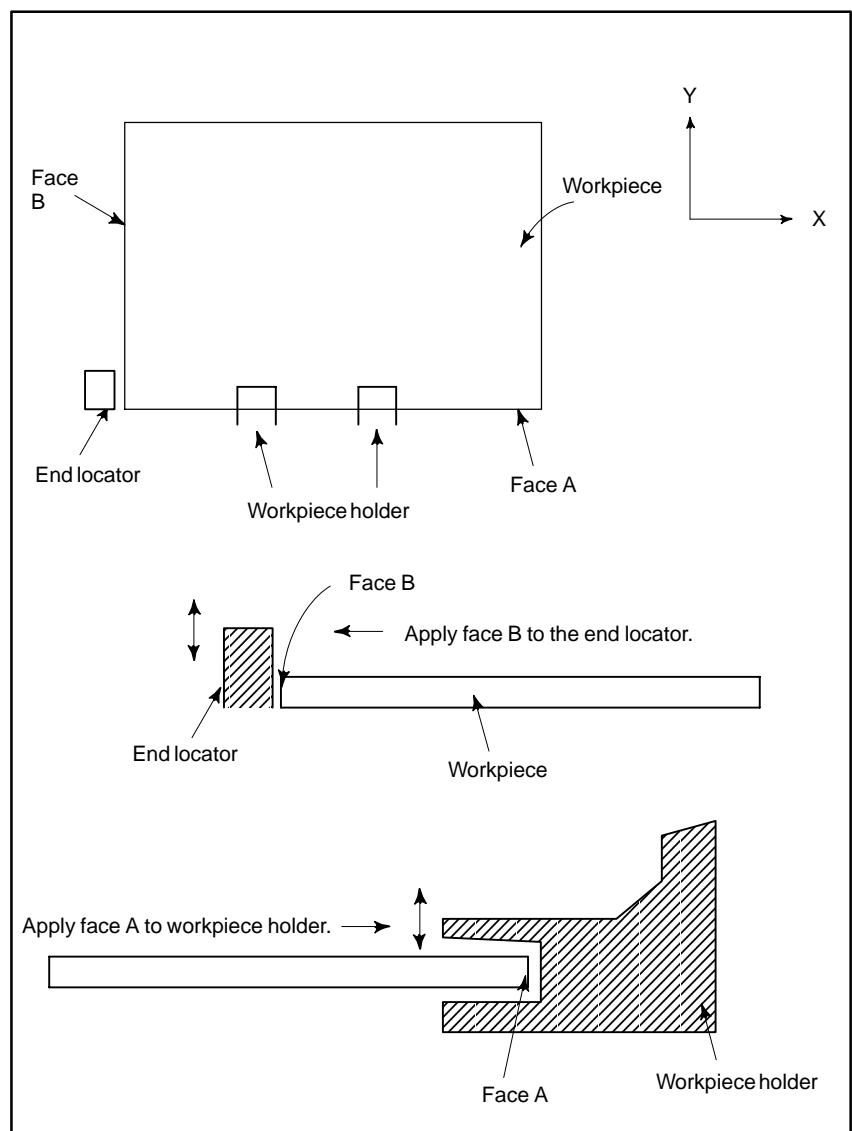 Y
Face
B
Workpiece
X
End locator
Face A
Workpiece holder
Face B
Apply face B to the end locator.
End locator
Workpiece
Apply face A to workpiece holder.
Face A
Workpiece holder